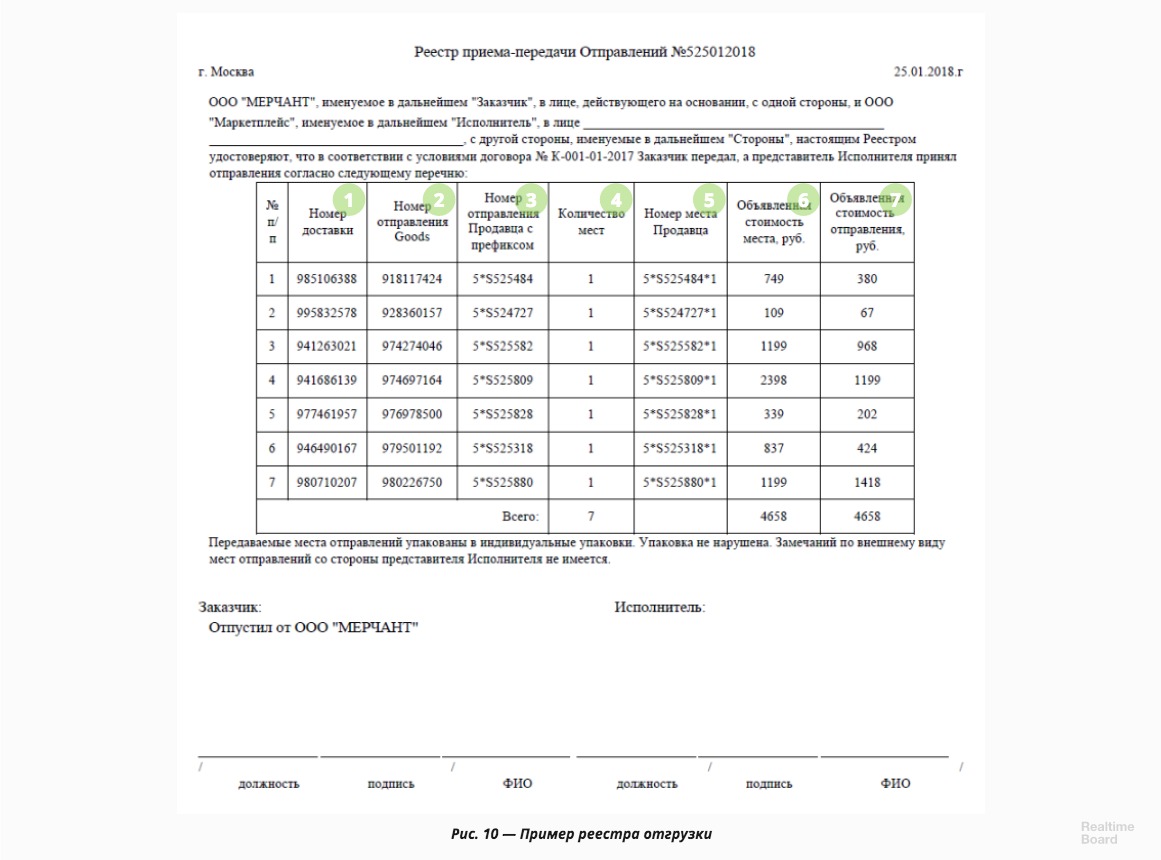 Реестр приема-передачи Отправлений №525012018
г. Москва 25.01.2018.г
ООО "МЕРЧАНТ", именуемое в дальнейшем "Заказчик", в лице, действующего на основании, с одной стороны, и ООО
"Маркетплейс", именуемое в дальнейшем "Исполнитель", в лице
, с другой стороны, именуемые в дальнейшем "Стороны", настоящим Реестром
удостоверяют, что в соответствии с условиями договора № К-001-01-2017 Заказчик передал, а представитель Исполнителя принял
отправления согласно следующему перечню:
№
п/
п
1
Номер
доставки
2
Номер
отправления
Goods
3
Номер
отправления
Продавца с
префиксом
4
Количество
мест
5
Номер места
Продавца
6
Объявленная
стоимость
места, руб.
7
Объявленная
стоимость
отправления,
руб.
1 985106388 918117424 5*S525484 1 5*S525484*1 749 380
2 995832578 928360157 5*S524727 1 5*S524727*1 109 67
3 941263021 974274046 5*S525582 1 5*S525582*1 1199 968
4 941686139 974697164 5*S525809 1 5*S525809*1 2398 1199
5 977461957 976978500 5*S525828 1 5*S525828*1 339 202
6 946490167 979501192 5*S525318 1 5*S525318*1 837 424
7 980710207 980226750 5*S525880 1 5*S525880*1 1199 1418
Всего: 7 4658 4658
Передаваемые места отправлений упакованы в индивидуальные упаковки. Упаковка не нарушена. Замечаний по внешнему виду
мест отправлений со стороны представителя Исполнителя не имеется.
Заказчик: Исполнитель:
Отпустил от ООО "МЕРЧАНТ"
/ / / /
должность подпись ФИО должность подпись ФИО
Рис. 10 — Пример реестра отгрузки
Realtime
Board